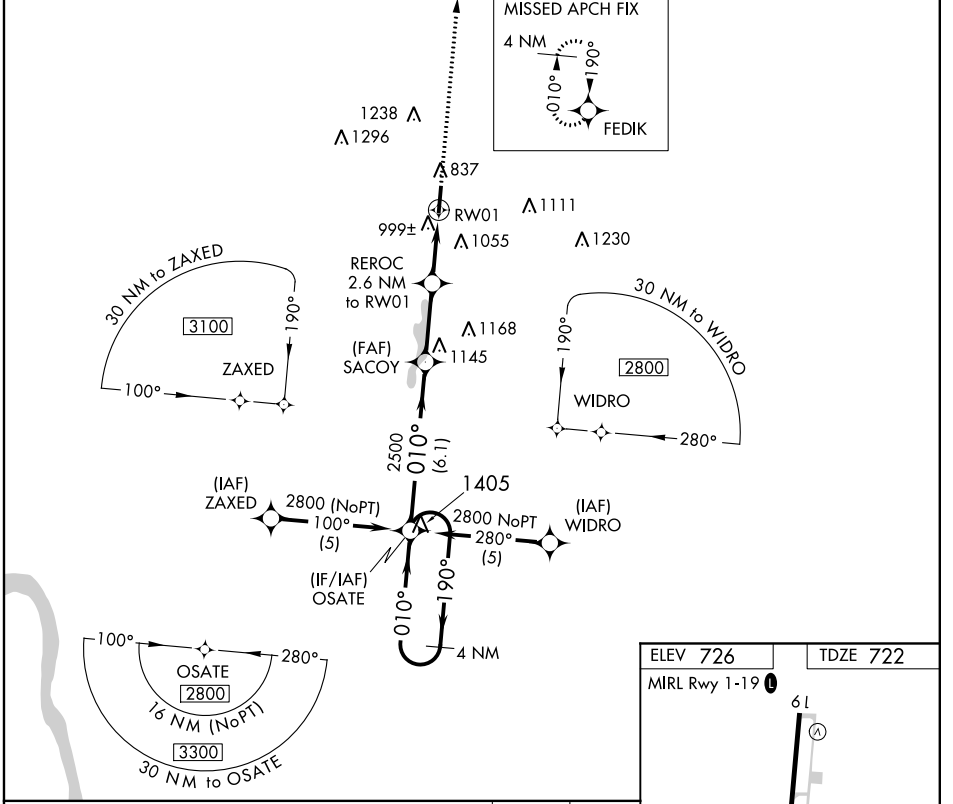 MISSED APCH FIX
4 NM
190°
010°
FEDIK
1238
1296
837
RW01
1111
999±
1055
1230
REROC
2.6 NM
to RW01
30 NM to ZAXED
3100
190°
ZAXED
100°
30 NM to WIDRO
190°
2800
WIDRO
280°
1168
(FAF)
SACOY
1145
2500
010°
(6.1)
1405
(IAF)
ZAXED
2800 (NoPT)
100°
(5)
2800 NoPT
280°
(5)
(IAF)
WIDRO
(IF/IAF)
OSATE
010°
190°
4 NM
100°
280°
OSATE
2800
16 NM (NoPT)
3300
30 NM to OSATE
ELEV 726
TDZE 722
MIRL Rwy 1-19 L
19